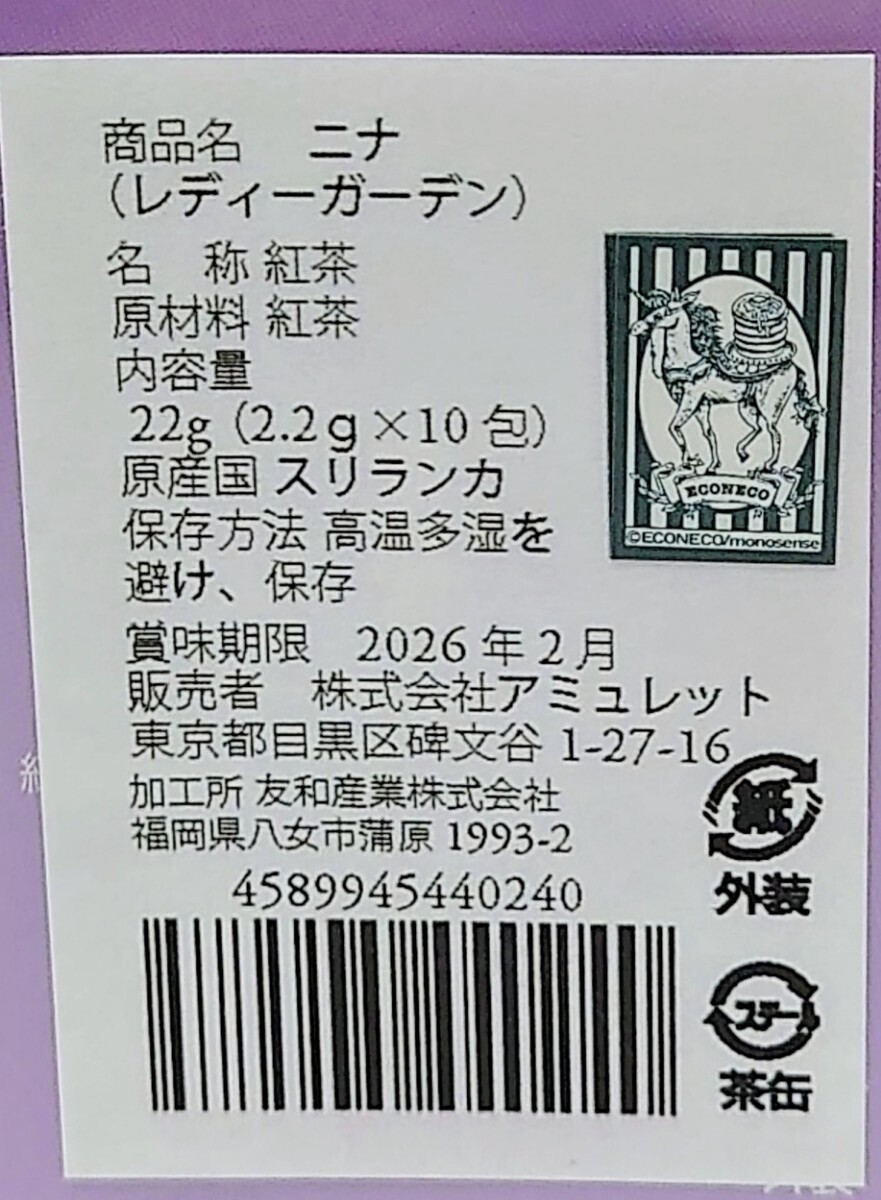 商品名　ニナ
（レディーガーデン）
名　称 紅茶
原材料 紅茶
内容量
22g（2.2ｇ×10 包）
原産国 スリランカ
保存方法 高温多湿を
避け、保存
賞味期限　2026 年 2 月
販売者　株式会社アミュレット
東京都目黒区碑文谷 1-27-16
加工所 友和産業株式会社
福岡県八女市蒲原 1993-2
4589945440240
ECONECO
©ECONECO/monosense
紙
外装
スチール
茶缶